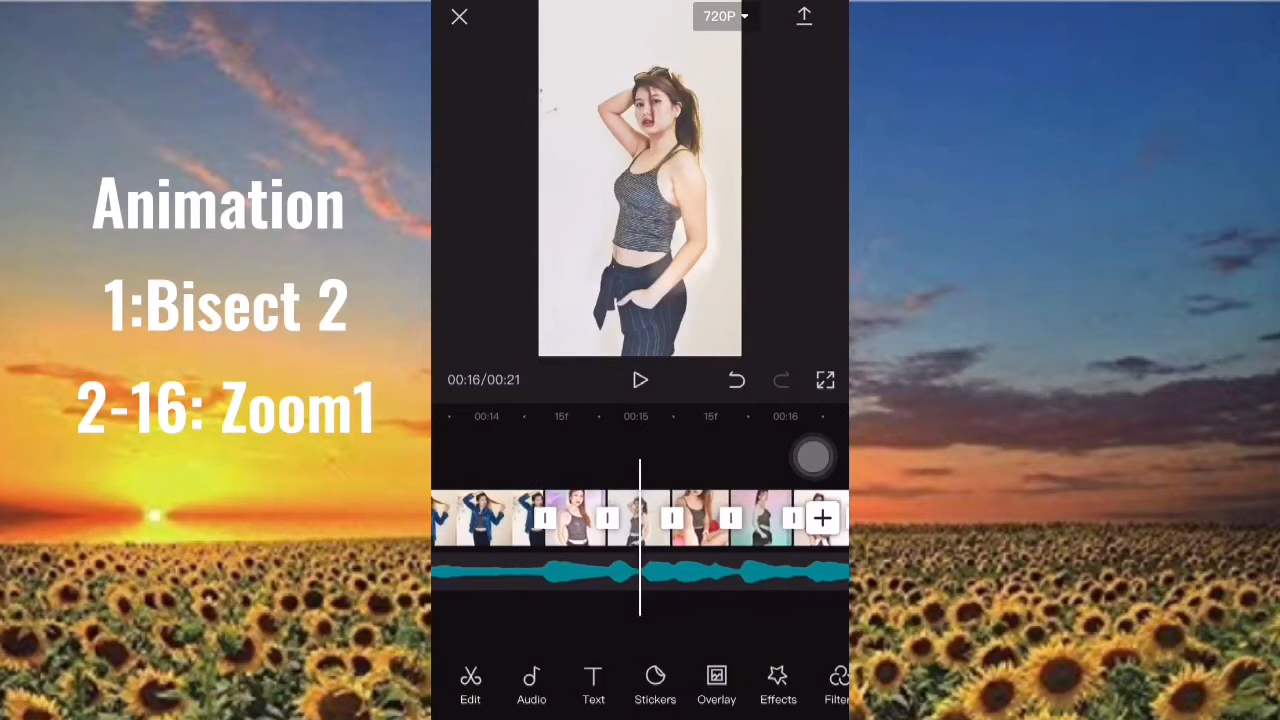 Animation
1:Bisect 2
2-16: Zoom1
720P
00:16/00:21
00:14 15f 00:15 15f 00:16
Edit Audio Text Stickers Overlay Effects Filter